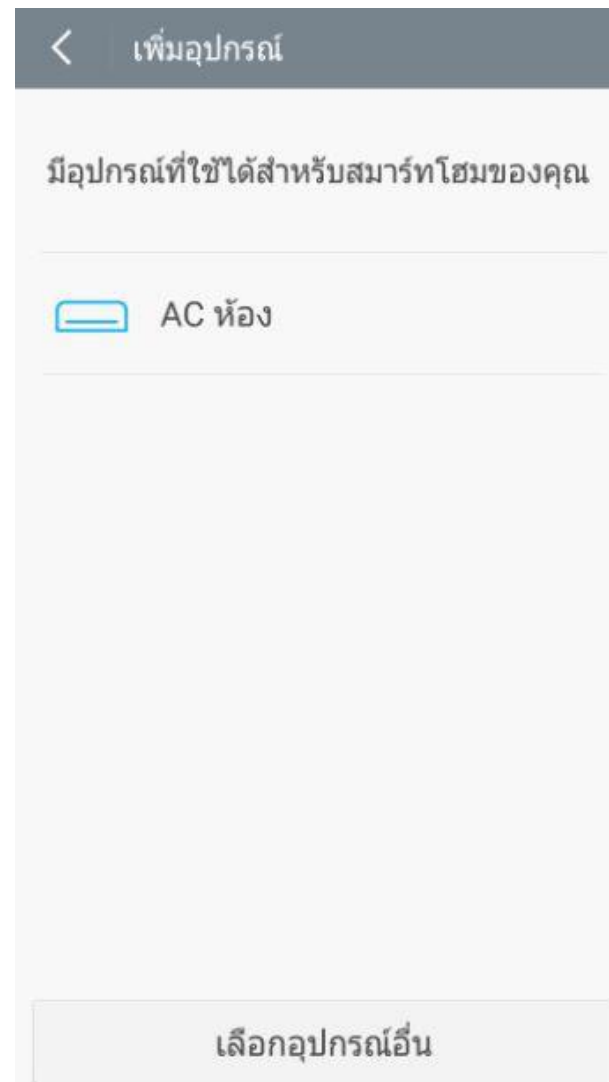 เพิ่มอุปกรณ์
มีอุปกรณ์ที่ใช้ได้สำหรับสมาร์ทโฮมของคุณ
AC ห้อง
เลือกอุปกรณ์อื่น